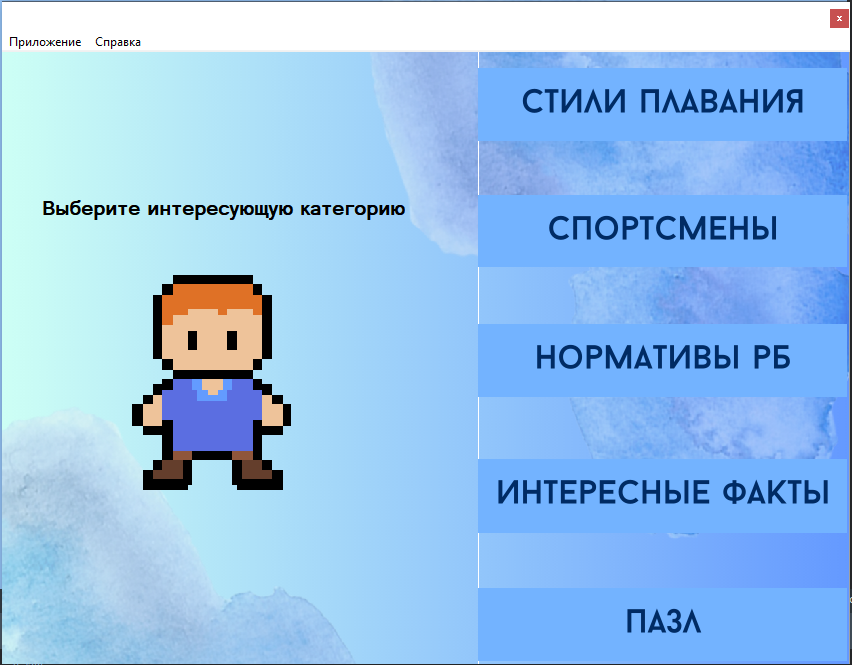 x
Приложение Справка
Выберите интересующую категорию
СТИЛИ ПЛАВАНИЯ
СПОРТСМЕНЫ
НОРМАТИВЫ РБ
ИНТЕРЕСНЫЕ ФАКТЫ
ПАЗЛ